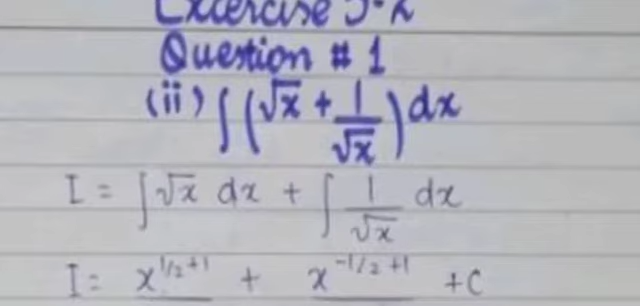 Exercise 5-2
Question # 1
(ii) ∫(√x + 1/√x) dx
I = ∫√x dx + ∫ 1/√x dx
I = x^{1/2+1} + x^{-1/2+1} + c